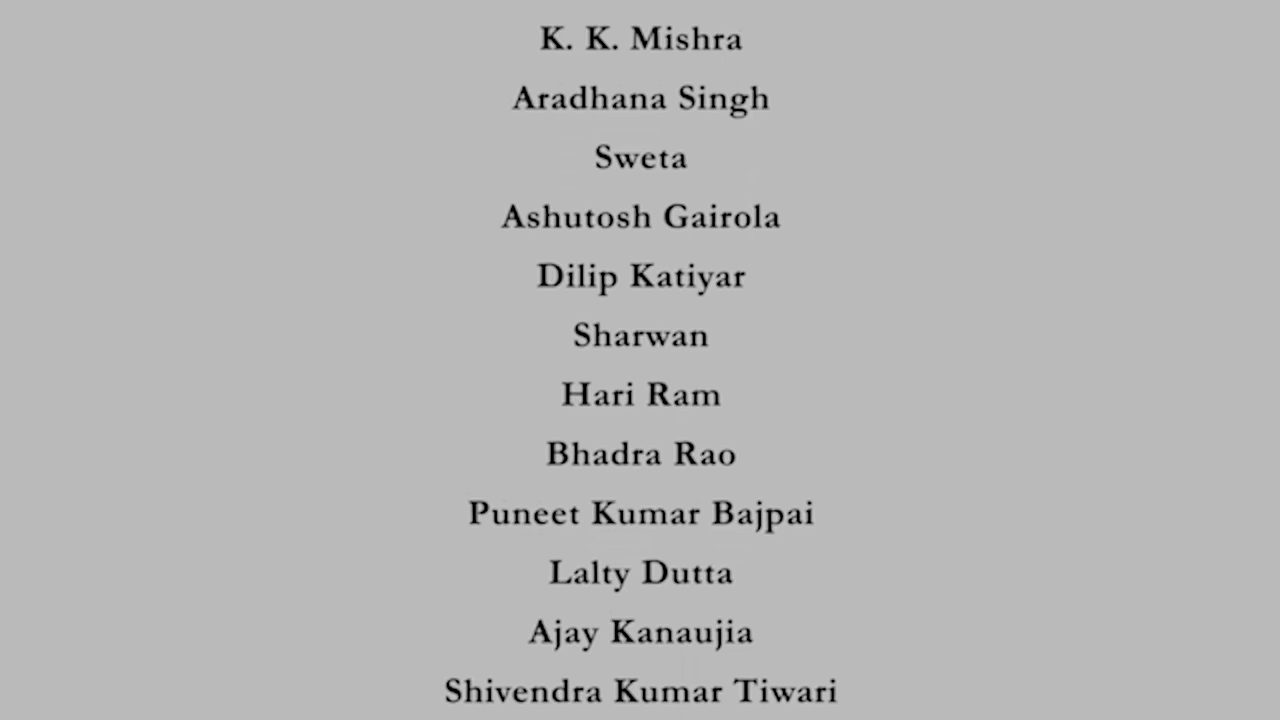 K. K. Mishra
Aradhana Singh
Sweta
Ashutosh Gairola
Dilip Katiyar
Sharwan
Hari Ram
Bhadra Rao
Puneet Kumar Bajpai
Lalty Dutta
Ajay Kanaujia
Shivendra Kumar Tiwari